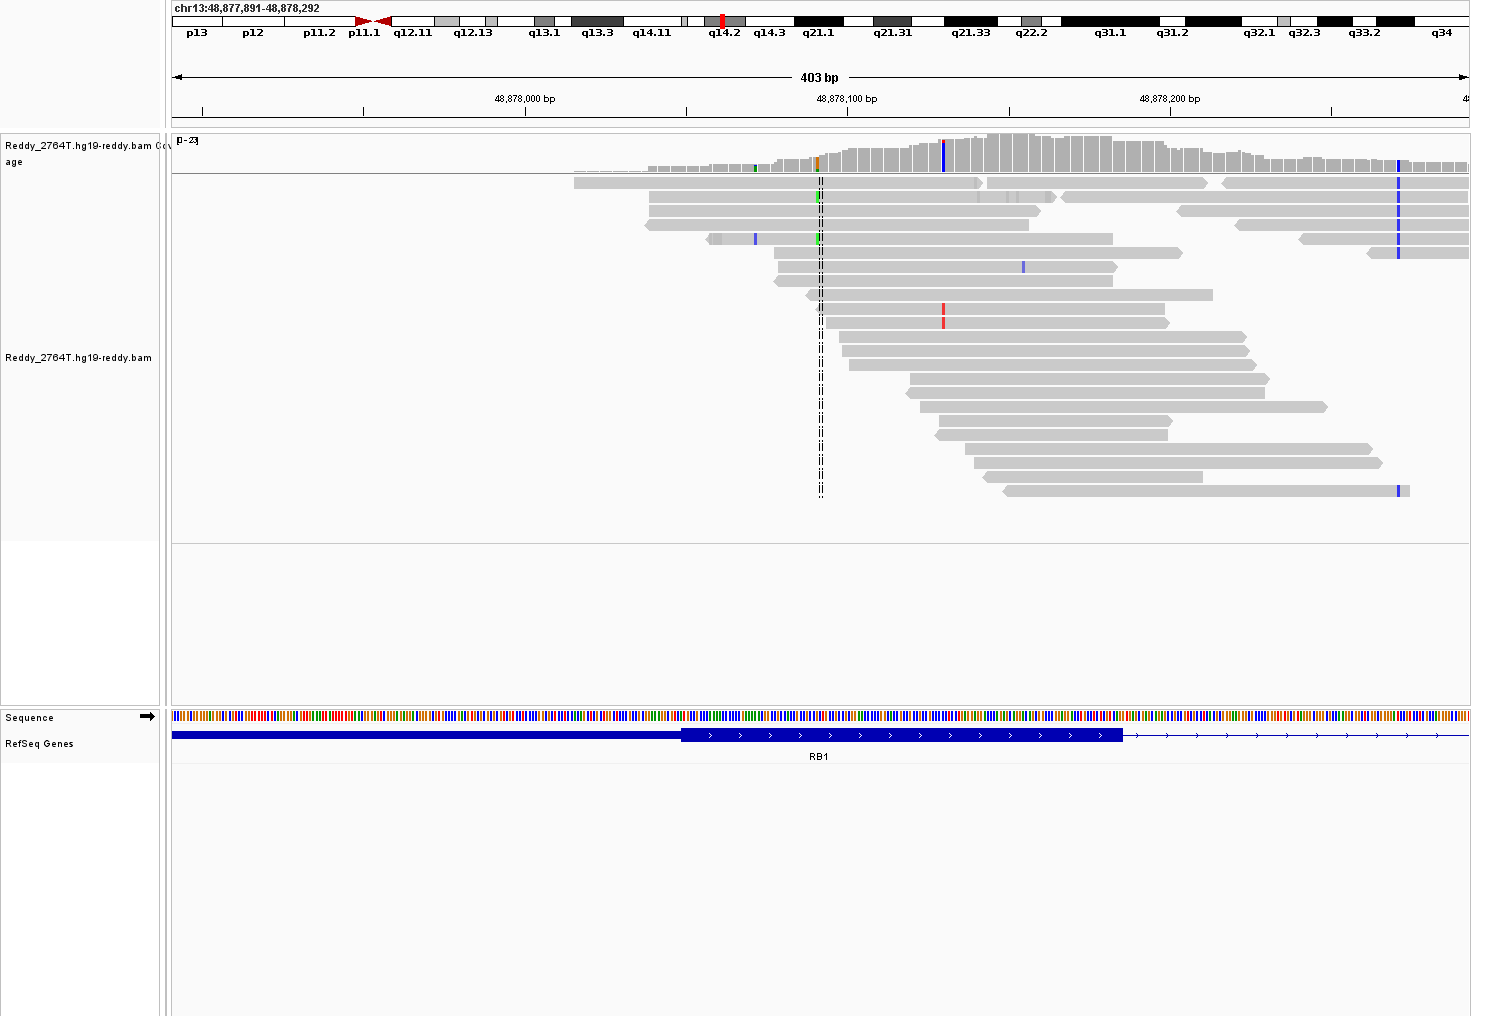 chr13:48,877,891-48,878,292
p13 p12 p11.2 p11.1 q12.11 q12.13 q13.1 q13.3 q14.11 q14.2 q14.3 q21.1 q21.31 q21.33 q22.2 q31.1 q31.2 q32.1 q32.3 q33.2 q34
403 bp
48,878,000 bp 48,878,100 bp 48,878,200 bp 48
Reddy_2764T.hg19-reddy.bam Cov
age
[0 - 23]
Reddy_2764T.hg19-reddy.bam
Sequence
RefSeq Genes
RB1